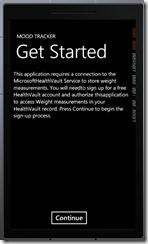 MOOD TRACKER
Get Started
This application requires a connection to the
MicrosoftHealthVault Service to store weight
measurements. You will needto sign up for a free
HealthVault account and authorize thisapplication
to access Weight measurements in your
HealthVault record. Press Continue to begin the
sign-up process.
Continue